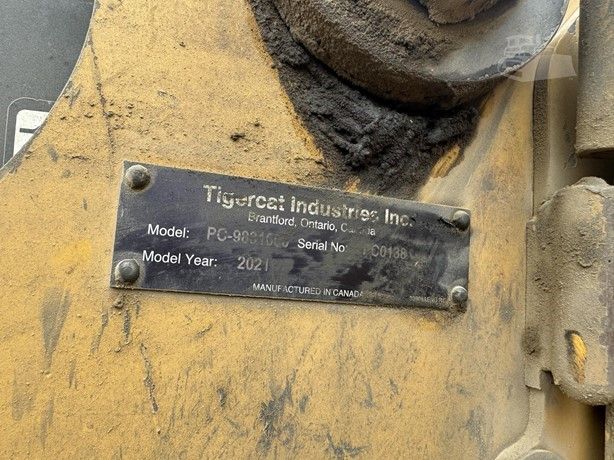 Tigercat Industries Inc.
Brantford, Ontario, Canada
Model: Serial No:
Model Year: 2021
MANUFACTURED IN CANADA